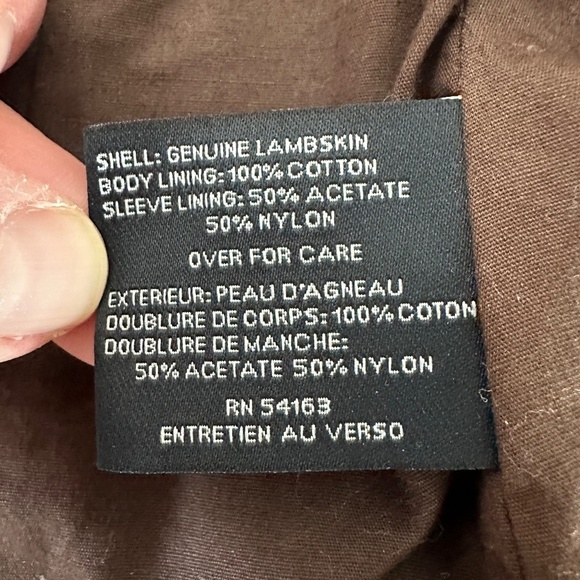 SHELL: GENUINE LAMBSKIN
BODY LINING: 100% COTTON
SLEEVE LINING: 50% ACETATE
50% NYLON
OVER FOR CARE
EXTERIEUR: PEAU D'AGNEAU
DOUBLURE DE CORPS: 100% COTON
DOUBLURE DE MANCHE:
50% ACETATE 50% NYLON
RN 54163
ENTRETIEN AU VERSO